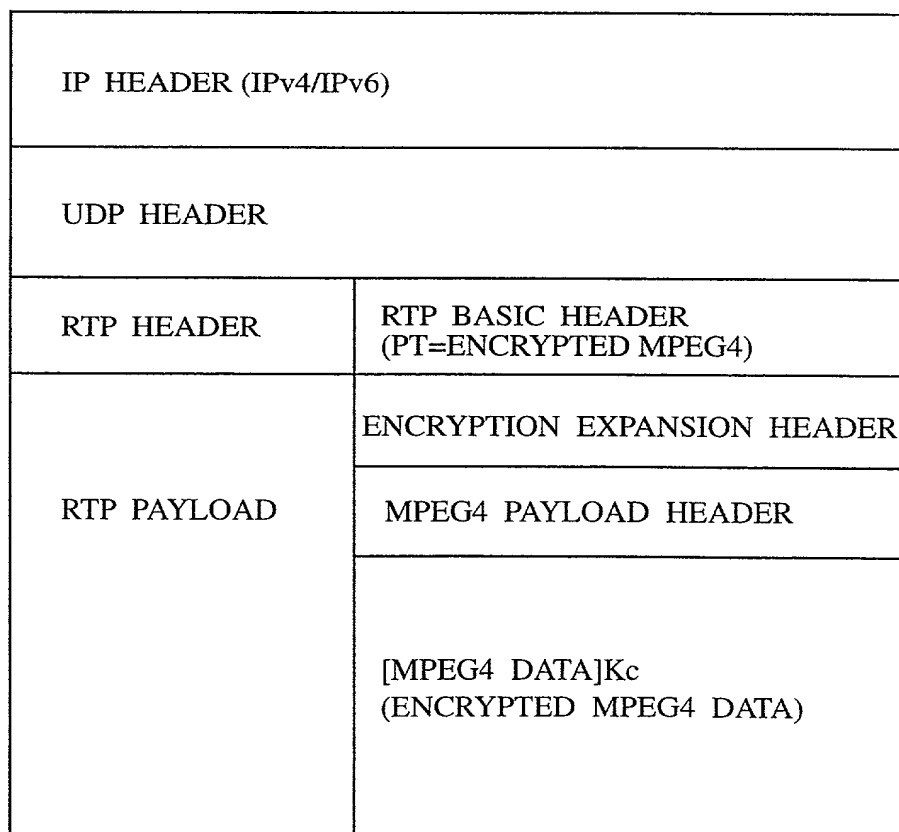 IP HEADER (IPv4/IPv6)
UDP HEADER
RTP HEADER
RTP BASIC HEADER
(PT=ENCRYPTED MPEG4)
ENCRYPTION EXPANSION HEADER
RTP PAYLOAD
MPEG4 PAYLOAD HEADER
[MPEG4 DATA]Kc
(ENCRYPTED MPEG4 DATA)